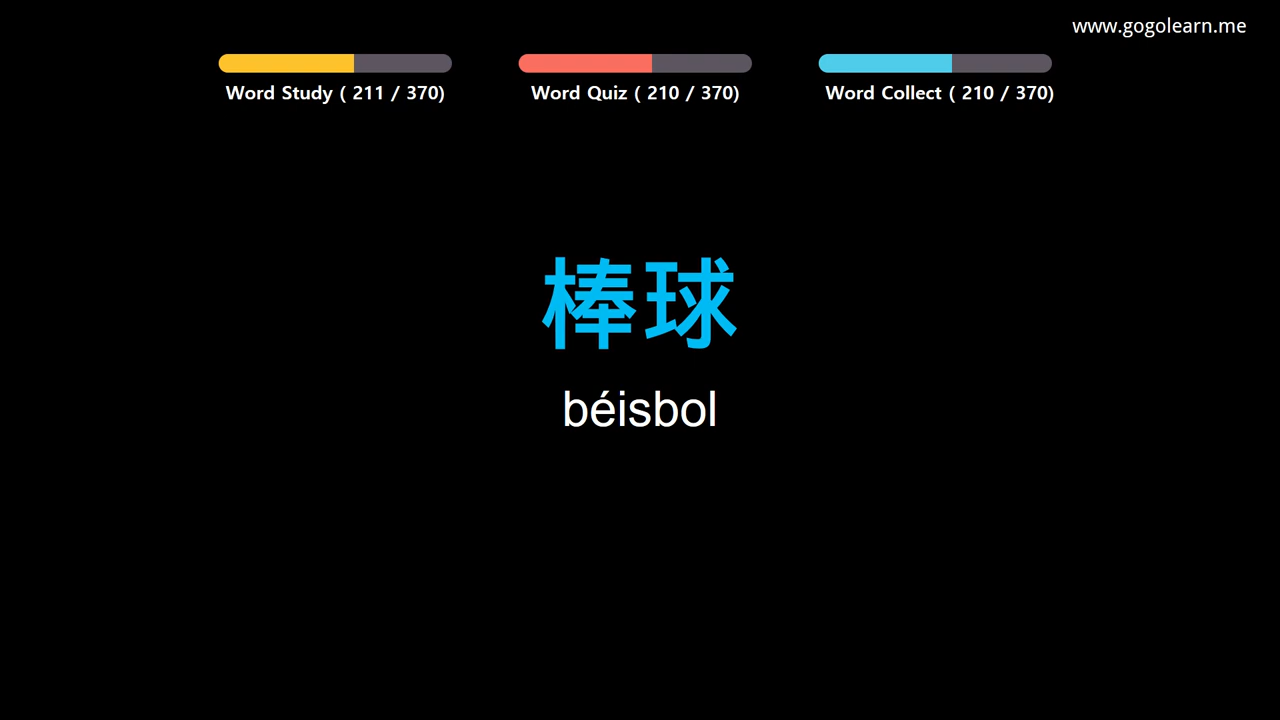 www.gogolearn.me
Word Study ( 211 / 370)
Word Quiz ( 210 / 370)
Word Collect ( 210 / 370)
棒球
béisbol